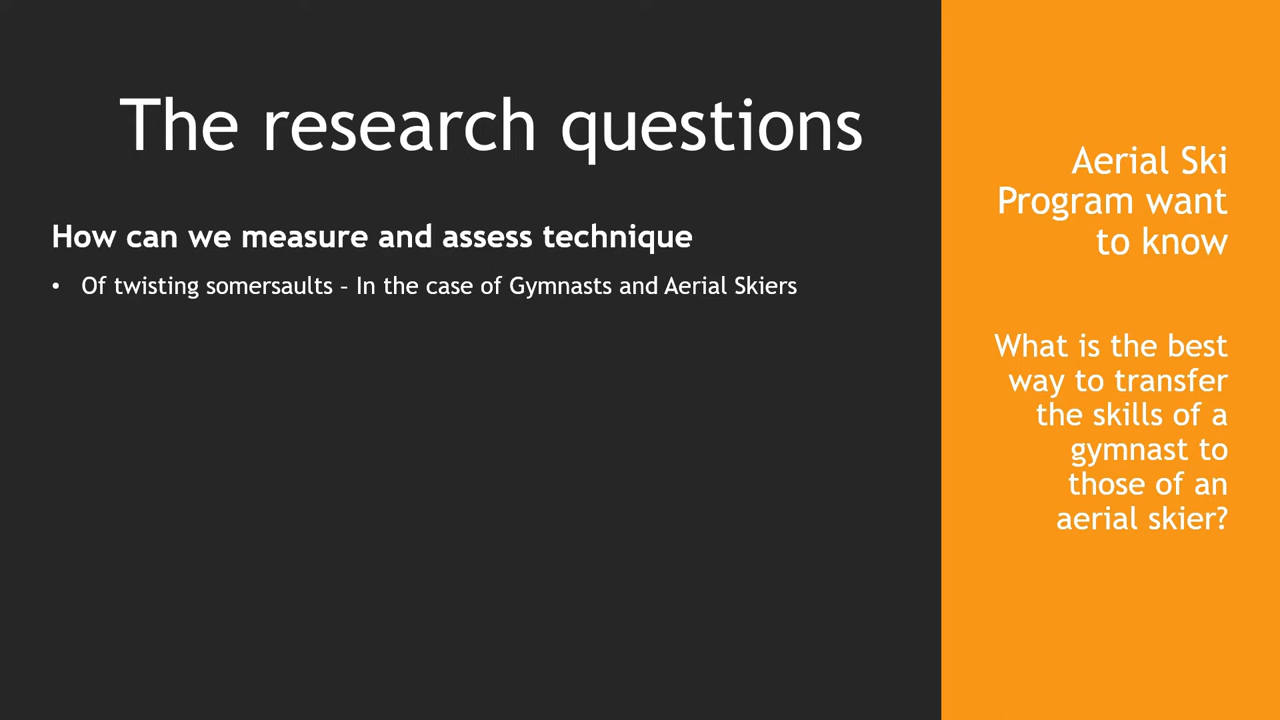 The research questions
How can we measure and assess technique
• Of twisting somersaults – In the case of Gymnasts and Aerial Skiers
Aerial Ski
Program want
to know
What is the best
way to transfer
the skills of a
gymnast to
those of an
aerial skier?